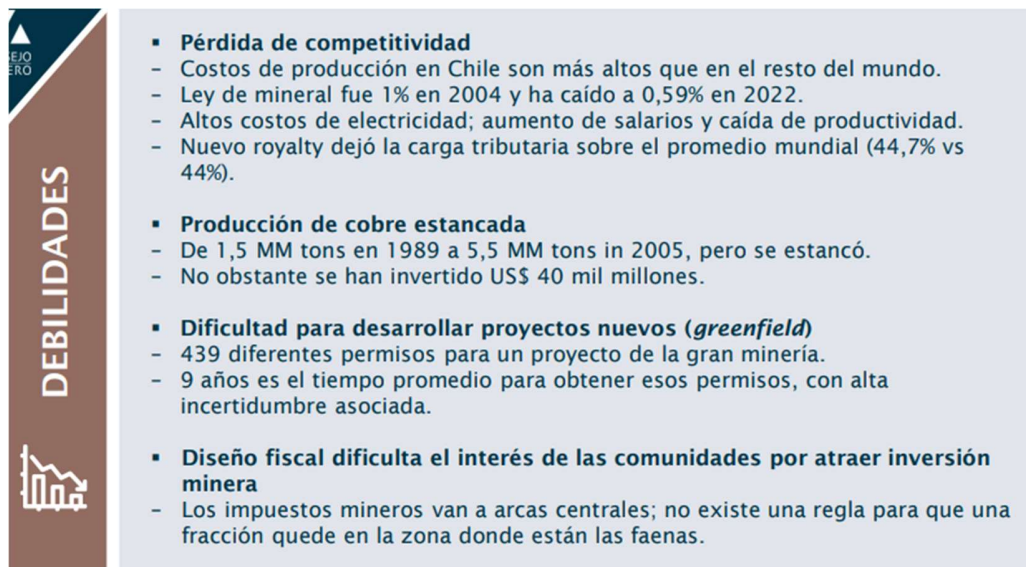 SEJO
ERO
DEBILIDADES
▪ Pérdida de competitividad
– Costos de producción en Chile son más altos que en el resto del mundo.
– Ley de mineral fue 1% en 2004 y ha caído a 0,59% en 2022.
– Altos costos de electricidad; aumento de salarios y caída de productividad.
– Nuevo royalty dejó la carga tributaria sobre el promedio mundial (44,7% vs
44%).
▪ Producción de cobre estancada
– De 1,5 MM tons en 1989 a 5,5 MM tons in 2005, pero se estancó.
– No obstante se han invertido US$ 40 mil millones.
▪ Dificultad para desarrollar proyectos nuevos (greenfield)
– 439 diferentes permisos para un proyecto de la gran minería.
– 9 años es el tiempo promedio para obtener esos permisos, con alta
incertidumbre asociada.
▪ Diseño fiscal dificulta el interés de las comunidades por atraer inversión
minera
– Los impuestos mineros van a arcas centrales; no existe una regla para que una
fracción quede en la zona donde están las faenas.